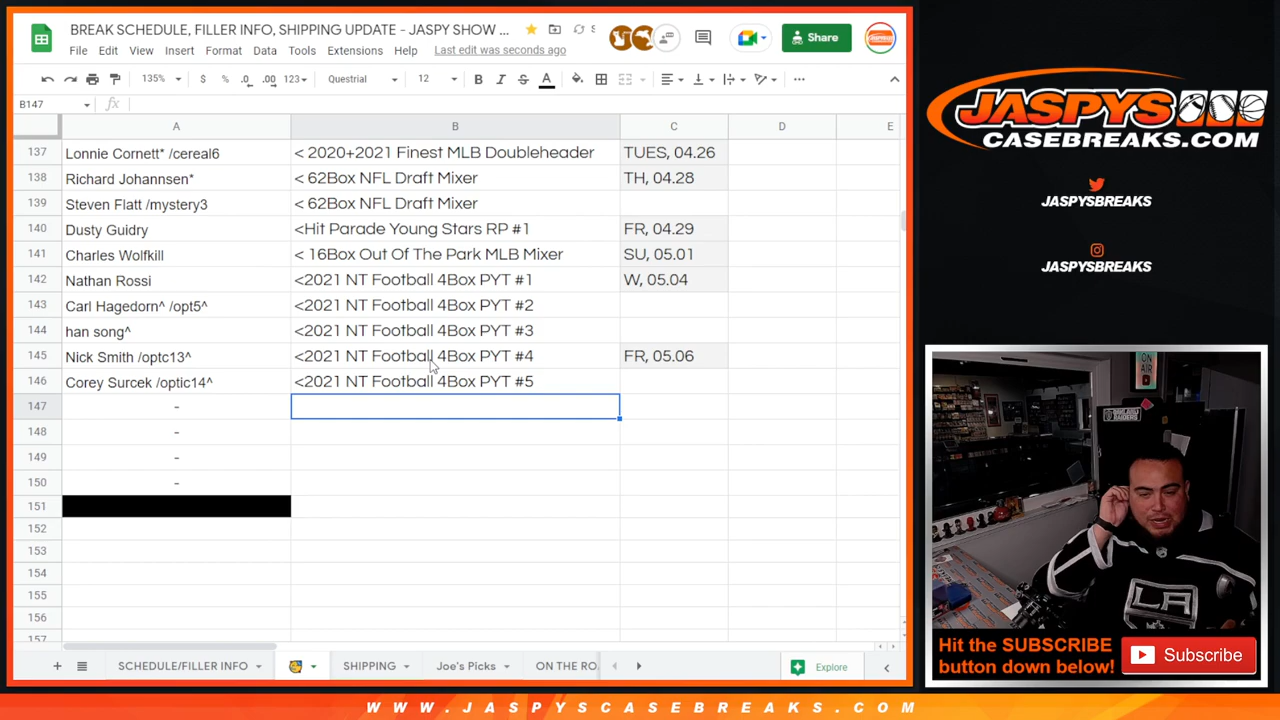 BREAK SCHEDULE, FILLER INFO, SHIPPING UPDATE - JASPY SHOW ...
File Edit View Insert Format Data Tools Extensions Help Last edit was seconds ago
Share
135% $ % .0 .00 123 Questrial 12 B I S A
B147 fx
A B C D E
137 Lonnie Cornett* /cereal6 < 2020+2021 Finest MLB Doubleheader TUES, 04.26
138 Richard Johannsen* < 62Box NFL Draft Mixer TH, 04.28
139 Steven Flatt /mystery3 < 62Box NFL Draft Mixer
140 Dusty Guidry <Hit Parade Young Stars RP #1 FR, 04.29
141 Charles Wolfkill < 16Box Out Of The Park MLB Mixer SU, 05.01
142 Nathan Rossi <2021 NT Football 4Box PYT #1 W, 05.04
143 Carl Hagedorn^ /opt5^ <2021 NT Football 4Box PYT #2
144 han song^ <2021 NT Football 4Box PYT #3
145 Nick Smith /optc13^ <2021 NT Football 4Box PYT #4 FR, 05.06
146 Corey Surcek /optic14^ <2021 NT Football 4Box PYT #5
147 -
148 -
149 -
150 -
151
152
153
154
155
156
157
+ SCHEDULE/FILLER INFO SHIPPING Joe's Picks ON THE RO Explore
JASPYS
CASEBREAKS.COM
JASPYSBREAKS
JASPYSBREAKS
ON AIR
OAKLAND RAIDERS
LA
Hit the SUBSCRIBE
button down below!
Subscribe
WWW.JASPYSCASEBREAKS.COM